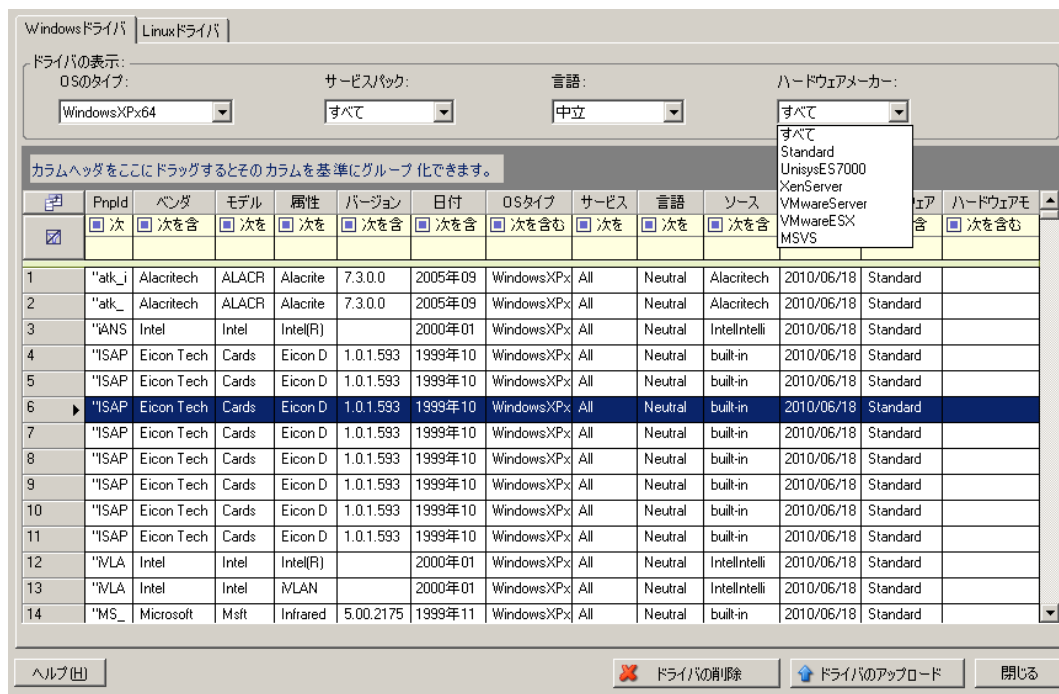 Windowsドライバ Linuxドライバ
ドライバの表示:
OSのタイプ: サービスパック: 言語: ハードウェアメーカー:
WindowsXPx64 すべて 中立 すべて
すべて
Standard
UnisysES7000
XenServer
VMwareServer
VMwareESX
MSVS
カラムヘッダをここにドラッグするとそのカラムを基準にグループ化できます。
PnpId ベンダ モデル 属性 バージョン 日付 OSタイプ サービス 言語 ソース ウェア ハードウェアモ
次 次を含 次を 次を 次を含 次を含 次を含む 次を 次を 次を含 含 次を含む
1 "atk_i Alacritech ALACR Alacrite 7.3.0.0 2005年09 WindowsXPx All Neutral Alacritech 2010/06/18 Standard
2 "atk_ Alacritech ALACR Alacrite 7.3.0.0 2005年09 WindowsXPx All Neutral Alacritech 2010/06/18 Standard
3 "iANS Intel Intel Intel(R) 2000年01 WindowsXPx All Neutral IntelIntelli 2010/06/18 Standard
4 "ISAP Eicon Tech Cards Eicon D 1.0.1.593 1999年10 WindowsXPx All Neutral built-in 2010/06/18 Standard
5 "ISAP Eicon Tech Cards Eicon D 1.0.1.593 1999年10 WindowsXPx All Neutral built-in 2010/06/18 Standard
6 "ISAP Eicon Tech Cards Eicon D 1.0.1.593 1999年10 WindowsXPx All Neutral built-in 2010/06/18 Standard
7 "ISAP Eicon Tech Cards Eicon D 1.0.1.593 1999年10 WindowsXPx All Neutral built-in 2010/06/18 Standard
8 "ISAP Eicon Tech Cards Eicon D 1.0.1.593 1999年10 WindowsXPx All Neutral built-in 2010/06/18 Standard
9 "ISAP Eicon Tech Cards Eicon D 1.0.1.593 1999年10 WindowsXPx All Neutral built-in 2010/06/18 Standard
10 "ISAP Eicon Tech Cards Eicon D 1.0.1.593 1999年10 WindowsXPx All Neutral built-in 2010/06/18 Standard
11 "ISAP Eicon Tech Cards Eicon D 1.0.1.593 1999年10 WindowsXPx All Neutral built-in 2010/06/18 Standard
12 "iVLA Intel Intel Intel(R) 2000年01 WindowsXPx All Neutral IntelIntelli 2010/06/18 Standard
13 "iVLA Intel Intel iVLAN 2000年01 WindowsXPx All Neutral IntelIntelli 2010/06/18 Standard
14 "MS_ Microsoft Msft Infrared 5.00.2175 1999年11 WindowsXPx All Neutral built-in 2010/06/18 Standard
ヘルプ(H) ドライバの削除 ドライバのアップロード 閉じる